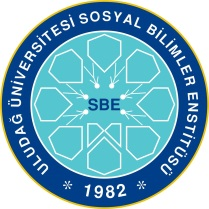 ULUDAĞ ÜNİVERSİTESİ SOSYAL BİLİMLER ENSTİTÜSÜ
SBE
1982